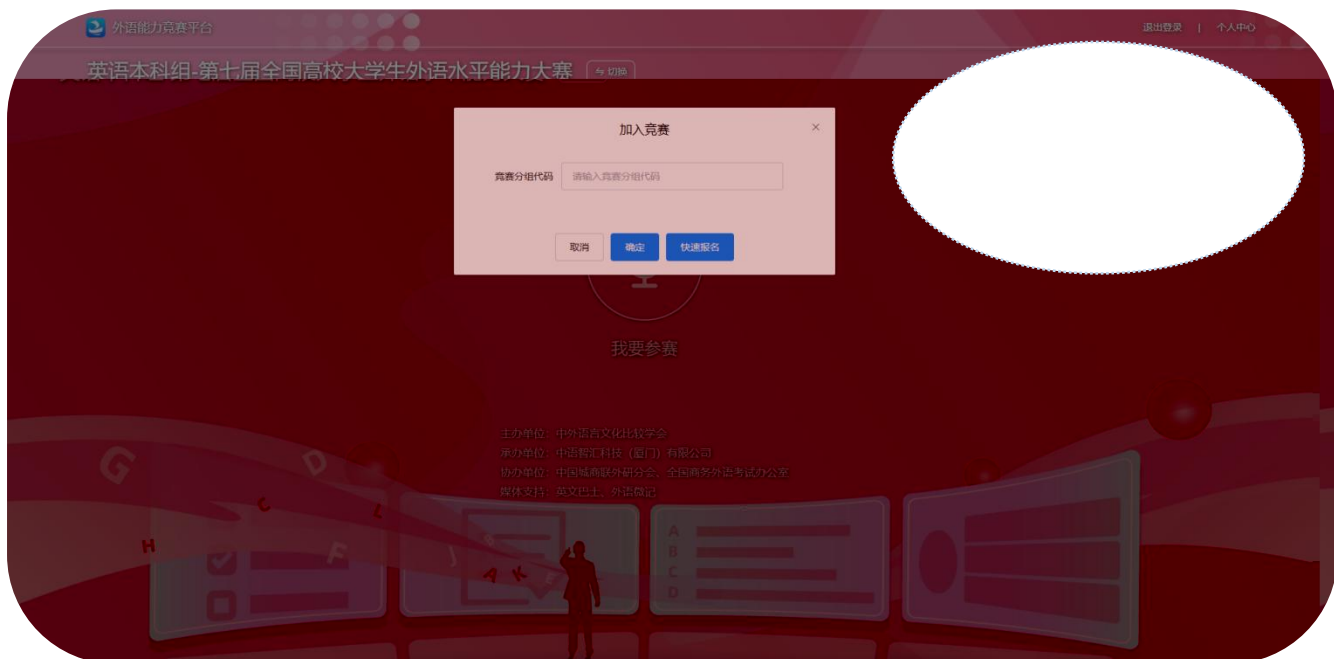 外语能力竞赛平台
退出登录 | 个人中心
英语本科组-第七届全国高校大学生外语水平能力大赛 切换
加入竞赛 ×
竞赛分组代码 请输入竞赛分组代码
取消 确定 快速报名
我要参赛
主办单位：中外语言文化比较学会
承办单位：中语智汇科技（厦门）有限公司
协办单位：中国城商联外研分会、全国商务外语考试办公室
媒体支持：英文巴士、外语微记
G D
C L
H F J
A K E
A
B
C
D